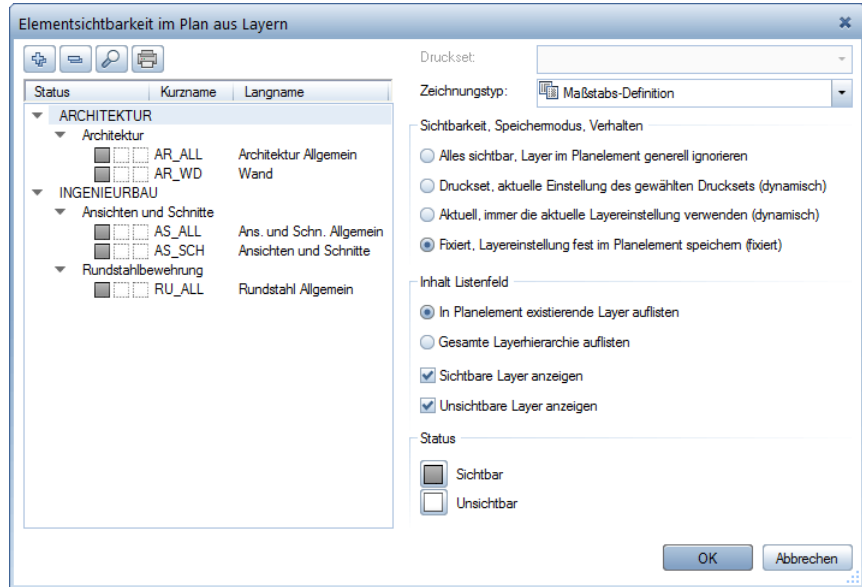 Elementsichtbarkeit im Plan aus Layern
Status Kurzname Langname
ARCHITEKTUR
Architektur
AR_ALL Architektur Allgemein
AR_WD Wand
INGENIEURBAU
Ansichten und Schnitte
AS_ALL Ans. und Schn. Allgemein
AS_SCH Ansichten und Schnitte
Rundstahlbewehrung
RU_ALL Rundstahl Allgemein
Druckset:
Zeichnungstyp: Maßstabs-Definition
Sichtbarkeit, Speichermodus, Verhalten
Alles sichtbar, Layer im Planelement generell ignorieren
Druckset, aktuelle Einstellung des gewählten Drucksets (dynamisch)
Aktuell, immer die aktuelle Layereinstellung verwenden (dynamisch)
Fixiert, Layereinstellung fest im Planelement speichern (fixiert)
Inhalt Listenfeld
In Planelement existierende Layer auflisten
Gesamte Layerhierarchie auflisten
Sichtbare Layer anzeigen
Unsichtbare Layer anzeigen
Status
Sichtbar
Unsichtbar
OK Abbrechen